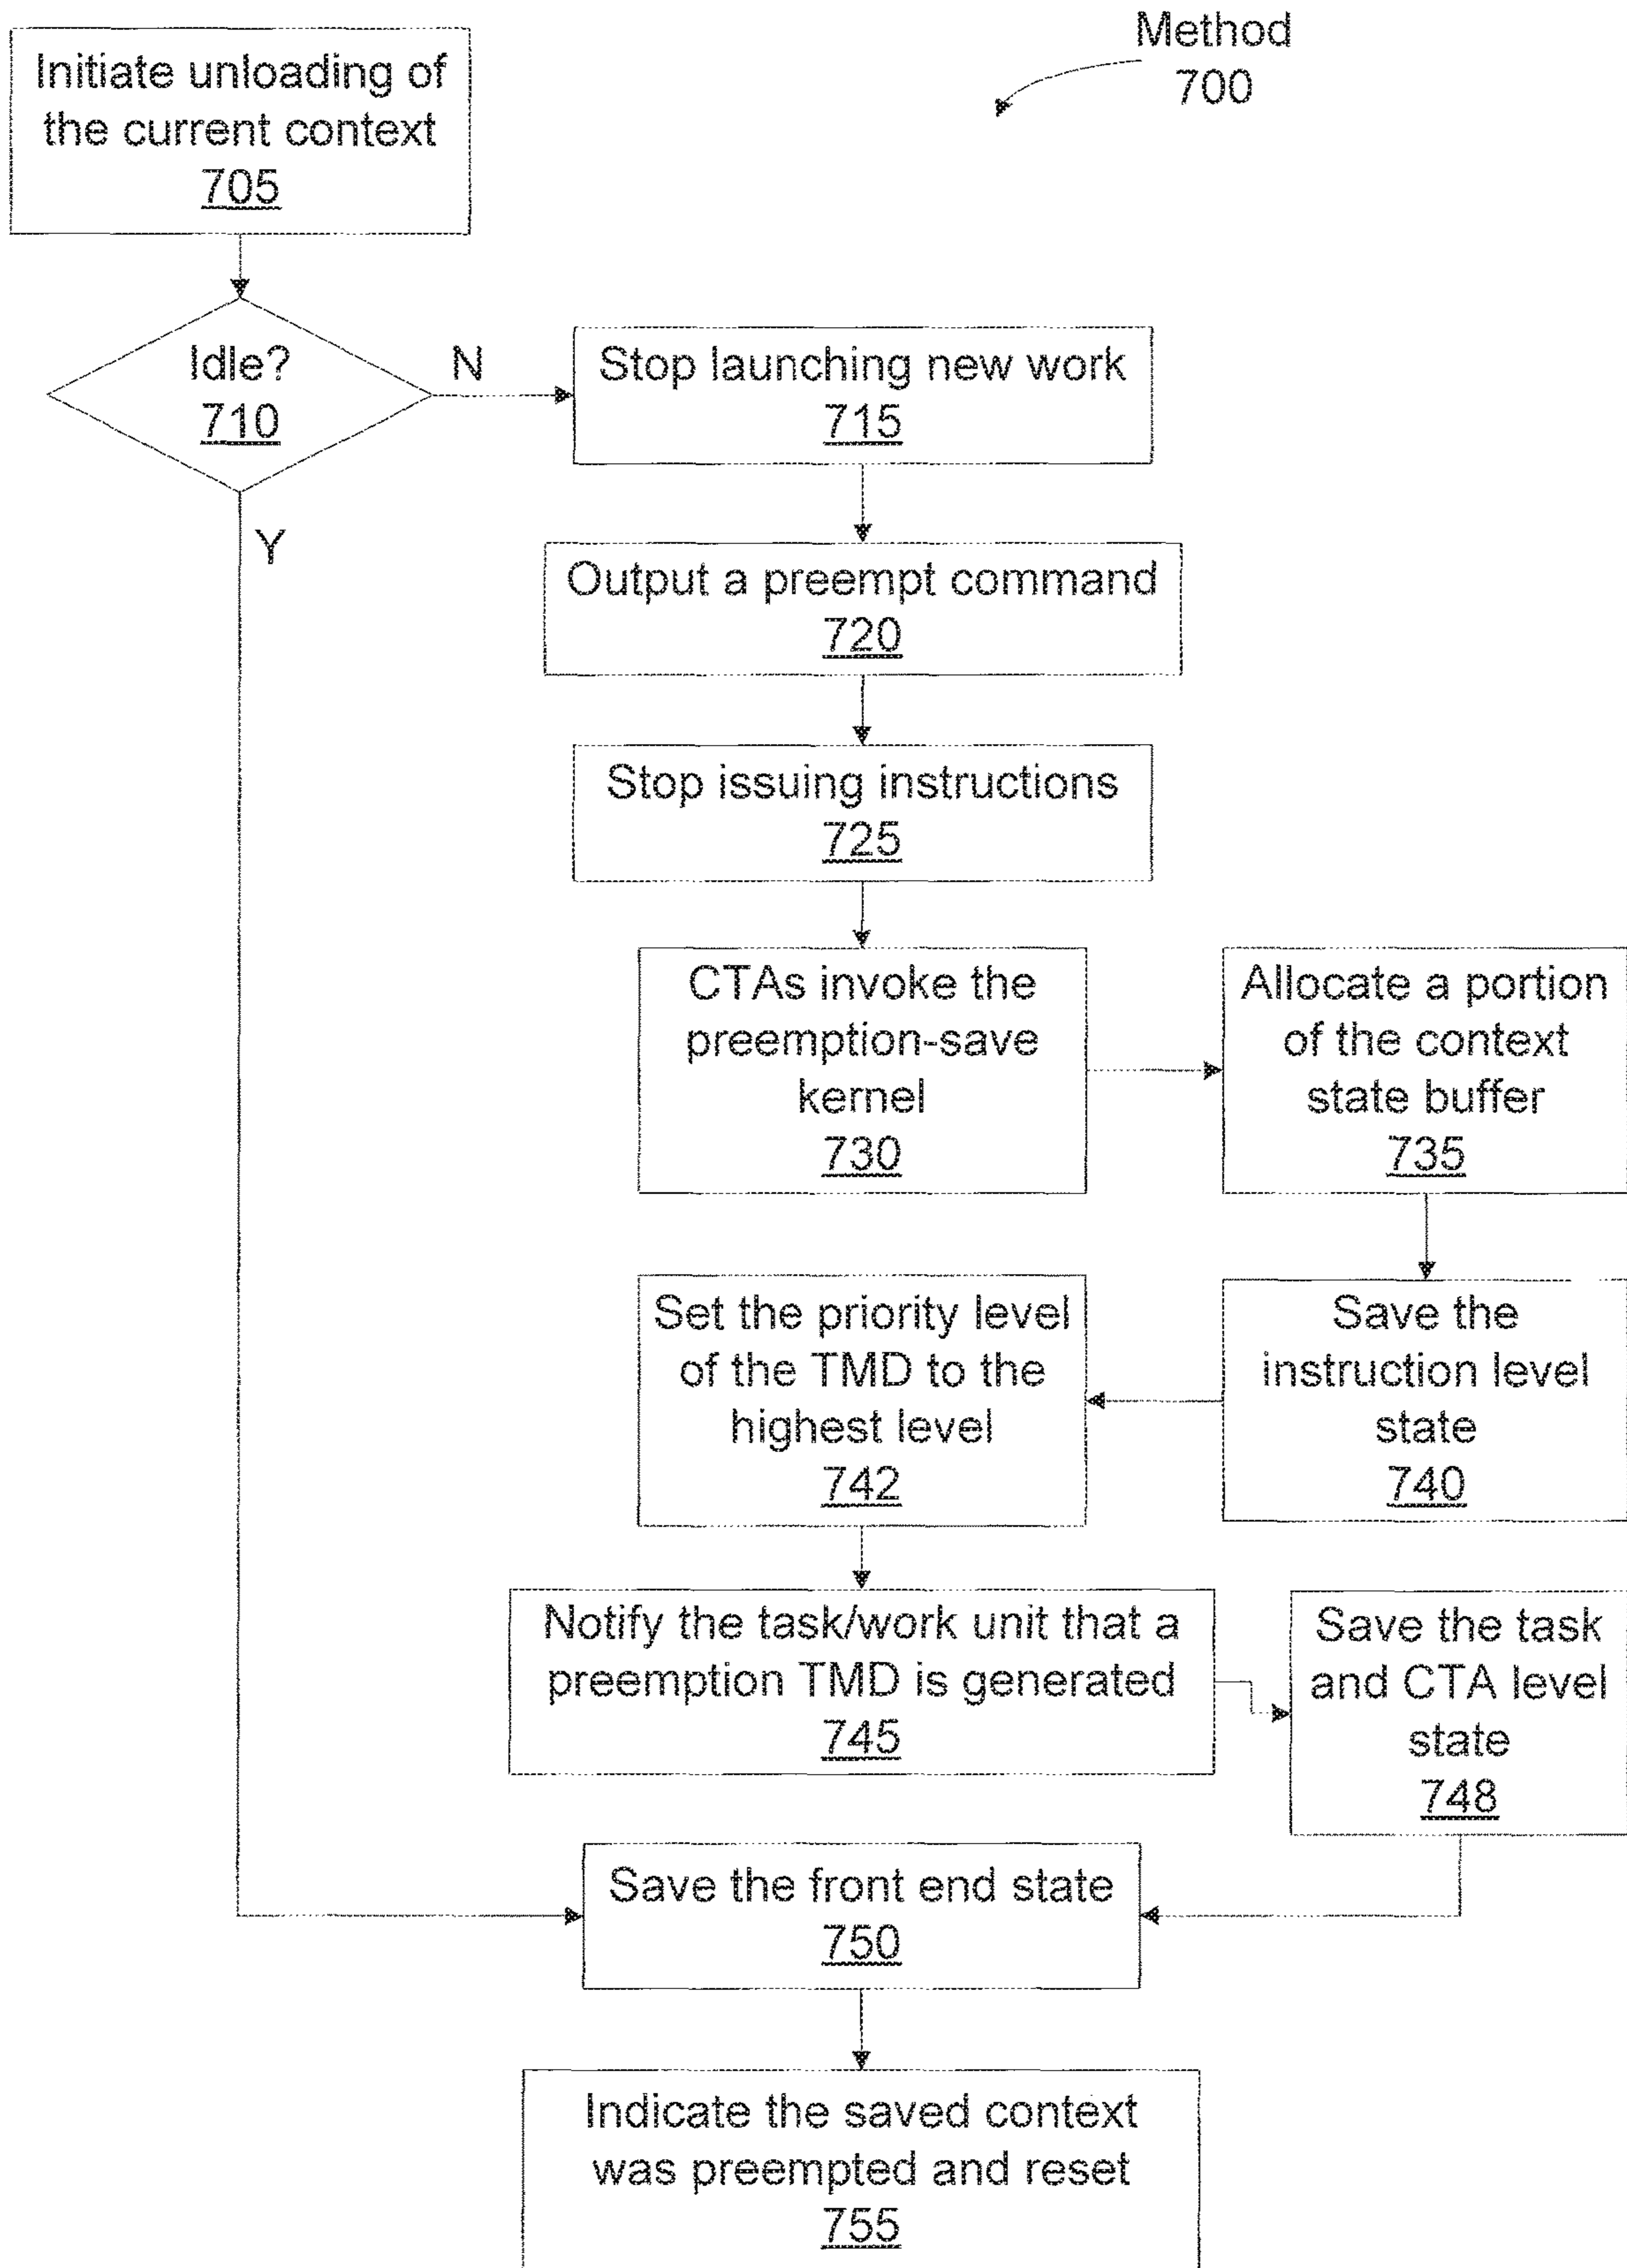 Method
700
Initiate unloading of
the current context
705
Idle?
710
N
Y
Stop launching new work
715
Output a preempt command
720
Stop issuing instructions
725
CTAs invoke the
preemption-save
kernel
730
Allocate a portion
of the context
state buffer
735
Save the
instruction level
state
740
Set the priority level
of the TMD to the
highest level
742
Notify the task/work unit that a
preemption TMD is generated
745
Save the task
and CTA level
state
748
Save the front end state
750
Indicate the saved context
was preempted and reset
755